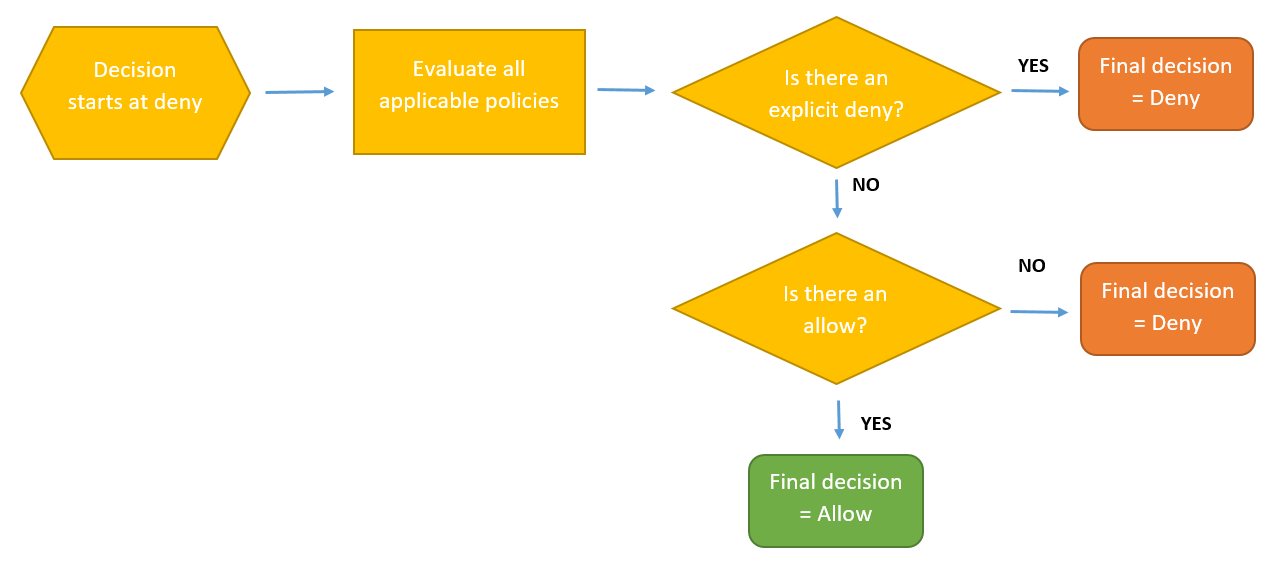 Decision
starts at deny
Evaluate all
applicable policies
Is there an
explicit deny?
YES
Final decision
= Deny
NO
Is there an
allow?
NO
Final decision
= Deny
YES
Final decision
= Allow